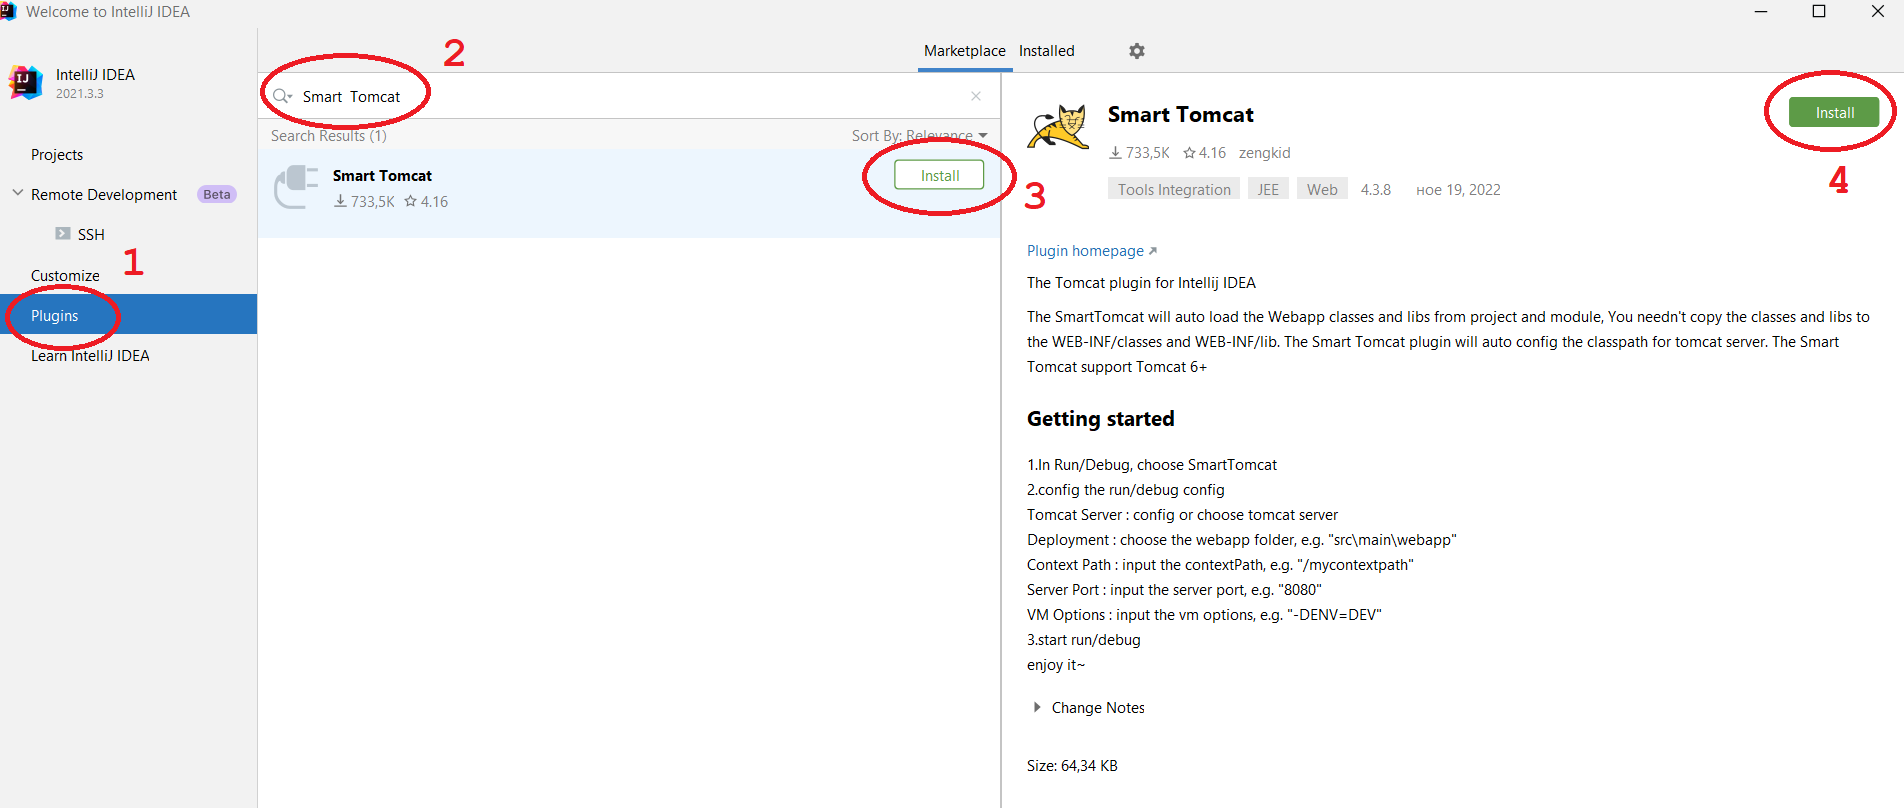 Welcome to IntelliJ IDEA
IJ
IntelliJ IDEA
2021.3.3
Projects
Remote Development Beta
SSH
1
Customize
Plugins
Learn IntelliJ IDEA
Marketplace Installed
2
Smart Tomcat
Search Results (1) Sort By: Relevance
Smart Tomcat Install
733,5K 4.16
3
Smart Tomcat Install
733,5K 4.16 zengkid
4
Tools Integration JEE Web 4.3.8 ное 19, 2022
Plugin homepage
The Tomcat plugin for Intellij IDEA
The SmartTomcat will auto load the Webapp classes and libs from project and module, You needn't copy the classes and libs to
the WEB-INF/classes and WEB-INF/lib. The Smart Tomcat plugin will auto config the classpath for tomcat server. The Smart
Tomcat support Tomcat 6+
Getting started
1.In Run/Debug, choose SmartTomcat
2.config the run/debug config
Tomcat Server : config or choose tomcat server
Deployment : choose the webapp folder, e.g. "src\main\webapp"
Context Path : input the contextPath, e.g. "/mycontextpath"
Server Port : input the server port, e.g. "8080"
VM Options : input the vm options, e.g. "-DENV=DEV"
3.start run/debug
enjoy it~
Change Notes
Size: 64,34 KB